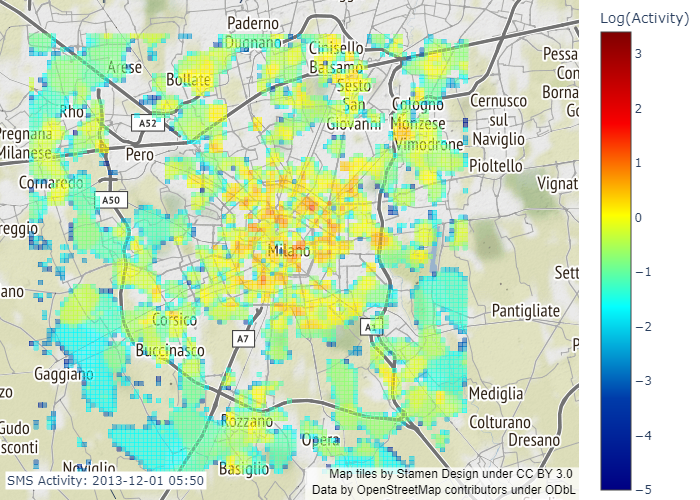 Log(Activity)
3
2
1
0
−1
−2
−3
−4
−5
Paderno
Dugnano
Cinisello
Balsamo
Arese
Bollate
Sesto
San
Giovanni
Cologno
Monzese
Vimodrone
Cernusco
sul
Naviglio
Pessa
Con
Borna
Go
Rho
A52
Pregnana
Milanese
Pero
Pioltello
Cornaredo
Vignat
A50
reggio
Milano
Sett
ano
Pantigliate
Corsico
A7
A1
Buccinasco
P
Gaggiano
zo
Mediglia
Rozzano
Colturano
Dresano
Gudo
sconti
Opera
Noviglio
Basiglio
SMS Activity: 2013-12-01 05:50
Map tiles by Stamen Design under CC BY 3.0
Data by OpenStreetMap contributors under ODbL